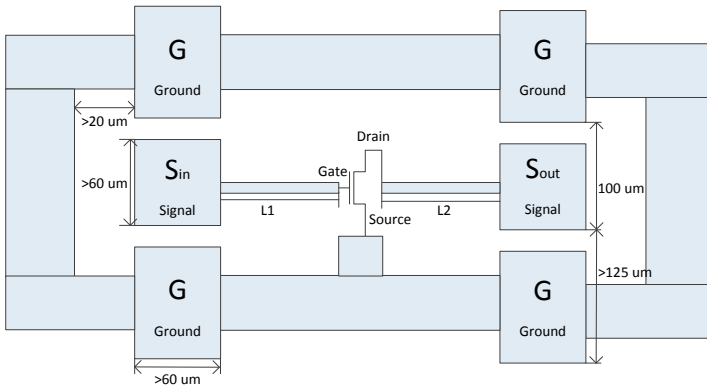 G
Ground
G
Ground
>20 um
Drain
>60 um
Sin
Signal
Gate
Sout
Signal
100 um
L1
L2
Source
G
Ground
G
Ground
>125 um
>60 um